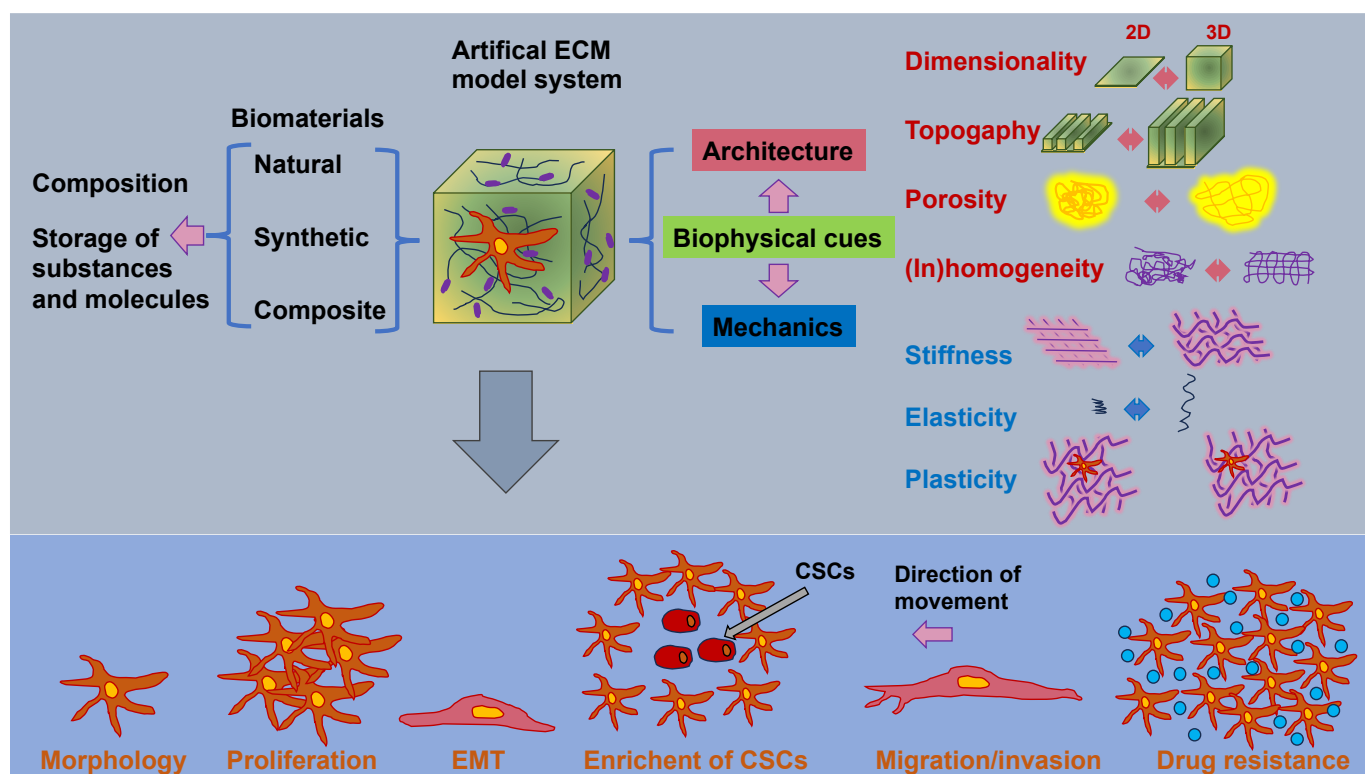 Artifical ECM
model system
Biomaterials
Natural
Synthetic
Composite
Composition
Storage of
substances
and molecules
Architecture
Biophysical cues
Mechanics
2D
3D
Dimensionality
Topogaphy
Porosity
(In)homogeneity
Stiffness
Elasticity
Plasticity
CSCs
Direction of
movement
Morphology
Proliferation
EMT
Enrichent of CSCs
Migration/invasion
Drug resistance